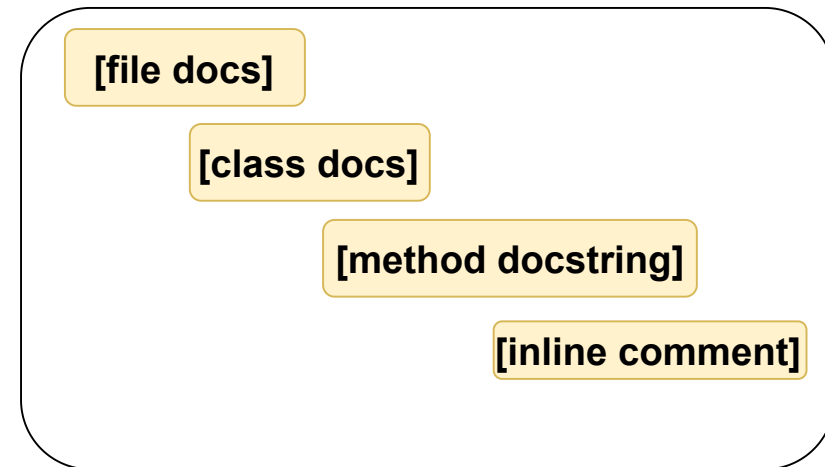 [file docs]
[class docs]
[method docstring]
[inline comment]